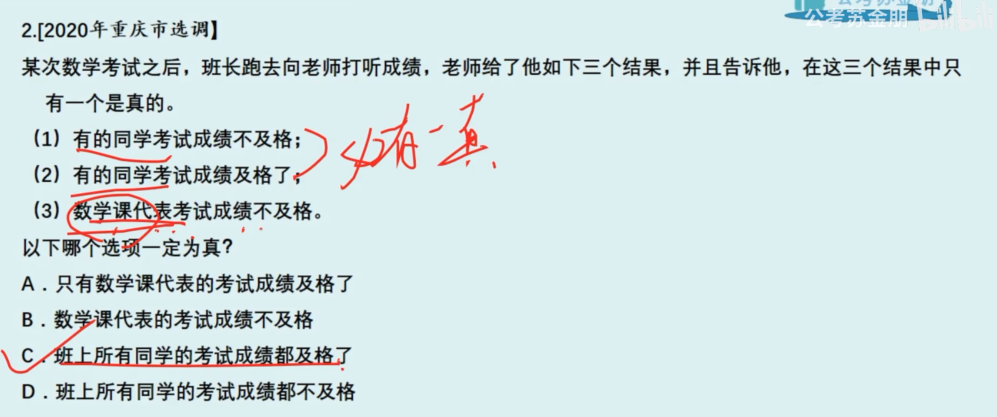 公考苏金朋 bilibili
2.[2020年重庆市选调】
某次数学考试之后，班长跑去向老师打听成绩，老师给了他如下三个结果，并且告诉他，在这三个结果中只
有一个是真的。
（1）有的同学考试成绩不及格；
（2）有的同学考试成绩及格了；
必有一真
（3）数学课代表考试成绩不及格。
以下哪个选项一定为真？
A．只有数学课代表的考试成绩及格了
B．数学课代表的考试成绩不及格
C．班上所有同学的考试成绩都及格了
D．班上所有同学的考试成绩都不及格